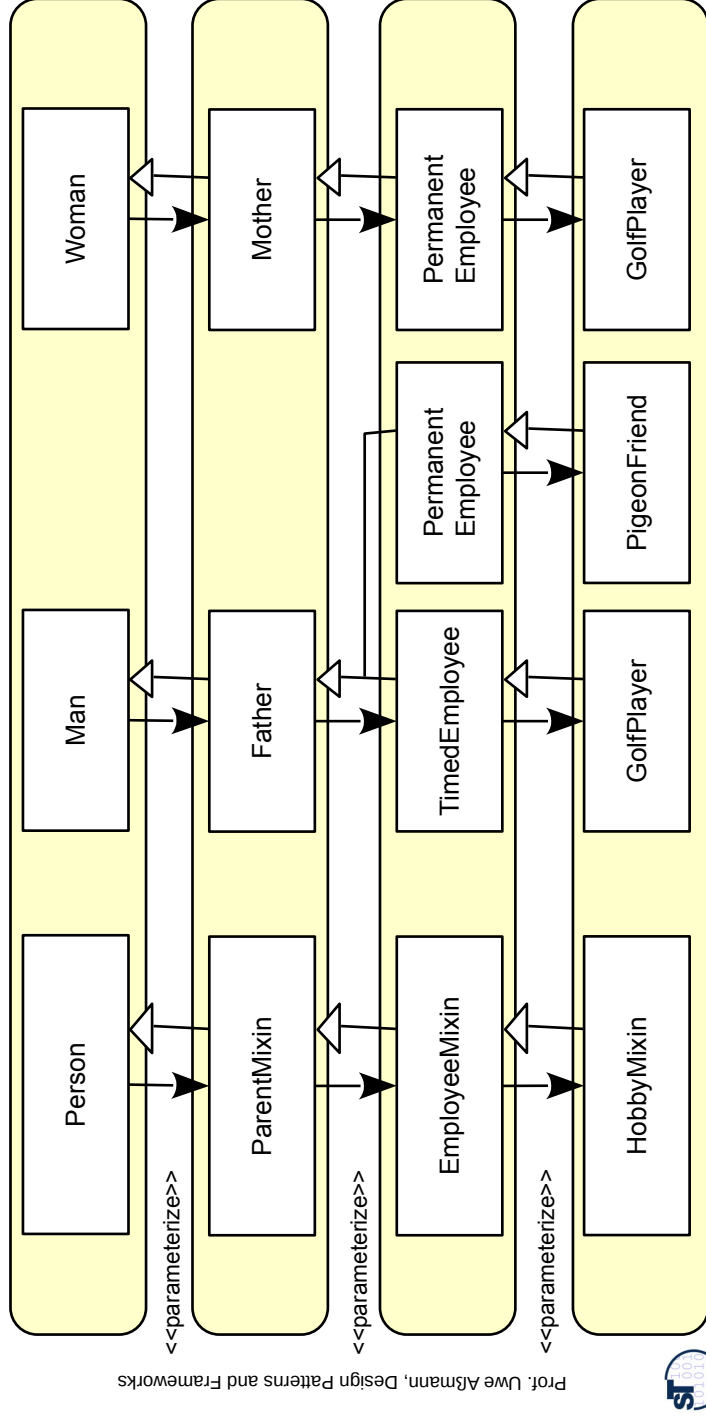 Person
Man
Woman
<<parameterize>>
ParentMixin
Father
Mother
<<parameterize>>
EmployeeMixin
TimedEmployee
Permanent
Employee
Permanent
Employee
<<parameterize>>
HobbyMixin
GolfPlayer
PigeonFriend
GolfPlayer
Prof. Uwe Aßmann, Design Patterns and Frameworks
ST